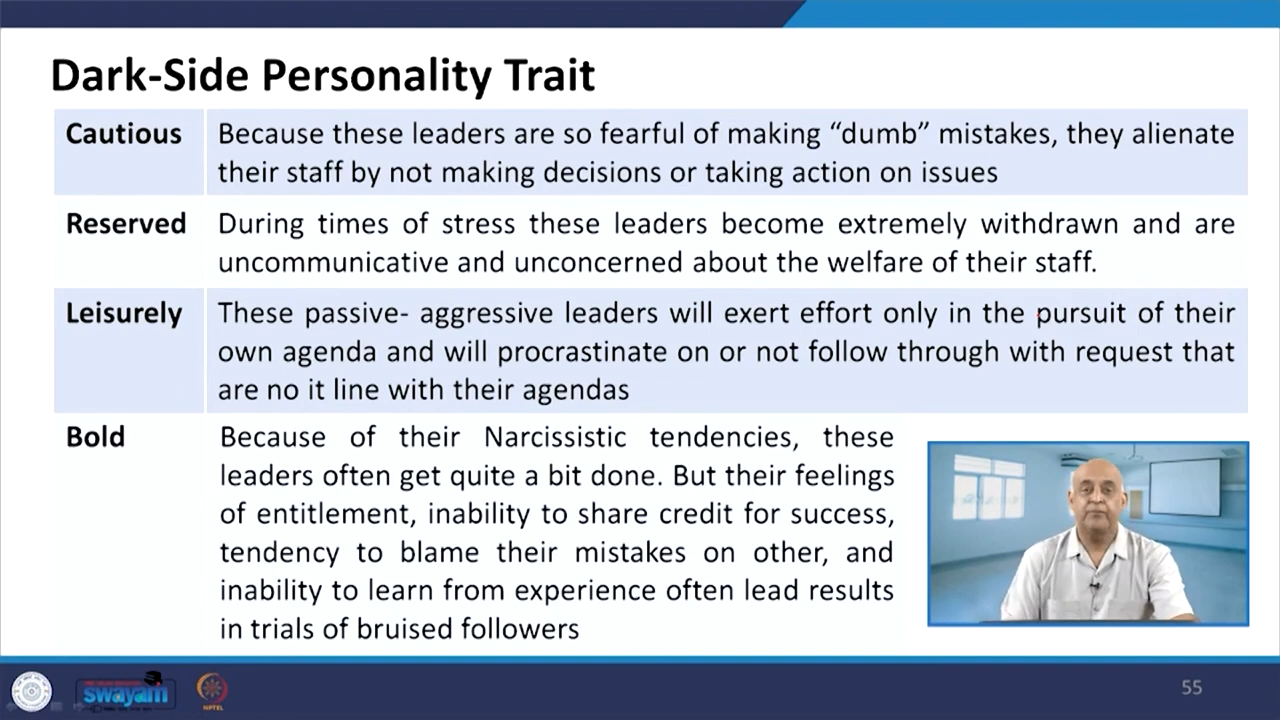 Dark-Side Personality Trait
Cautious
Because these leaders are so fearful of making “dumb” mistakes, they alienate
their staff by not making decisions or taking action on issues
Reserved
During times of stress these leaders become extremely withdrawn and are
uncommunicative and unconcerned about the welfare of their staff.
Leisurely
These passive- aggressive leaders will exert effort only in the pursuit of their
own agenda and will procrastinate on or not follow through with request that
are no it line with their agendas
Bold
Because of their Narcissistic tendencies, these
leaders often get quite a bit done. But their feelings
of entitlement, inability to share credit for success,
tendency to blame their mistakes on other, and
inability to learn from experience often lead results
in trials of bruised followers
swayam
NPTEL
55